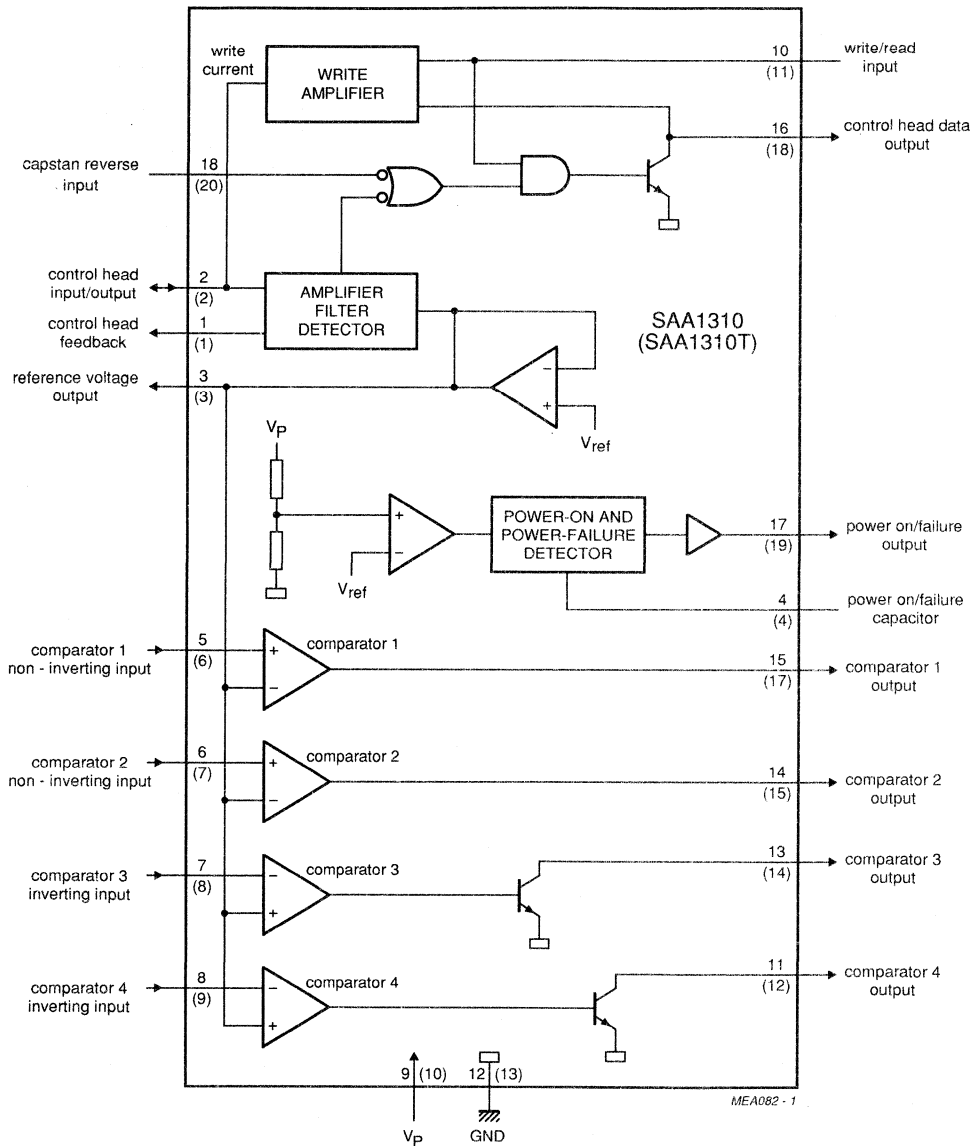 write
current
WRITE
AMPLIFIER
10
(11)
write/read
input
16
(18)
control head data
output
capstan reverse
input
18
(20)
control head
input/output
2
(2)
AMPLIFIER
FILTER
DETECTOR
control head
feedback
1
(1)
SAA1310
(SAA1310T)
reference voltage
output
3
(3)
−
+
Vref
VP
+
−
Vref
POWER-ON AND
POWER-FAILURE
DETECTOR
17
(19)
power on/failure
output
4
(4)
power on/failure
capacitor
comparator 1
non - inverting input
5
(6)
+
−
comparator 1
15
(17)
comparator 1
output
comparator 2
non - inverting input
6
(7)
+
−
comparator 2
14
(15)
comparator 2
output
comparator 3
inverting input
7
(8)
−
+
comparator 3
13
(14)
comparator 3
output
comparator 4
inverting input
8
(9)
−
+
comparator 4
11
(12)
comparator 4
output
9 (10)
12 (13)
VP
GND
MEA082 - 1